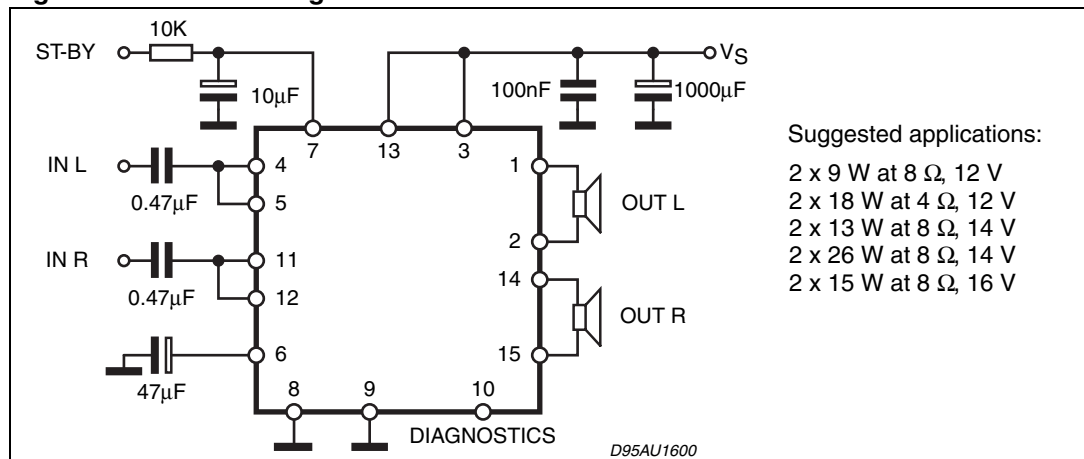 10K
ST-BY
VS
10µF
100nF
1000µF
7
13
3
IN L
4
1
0.47µF
5
OUT L
2
IN R
11
14
0.47µF
12
OUT R
6
15
47µF
8
9
10
DIAGNOSTICS
D95AU1600
Suggested applications:
2 x 9 W at 8 Ω, 12 V
2 x 18 W at 4 Ω, 12 V
2 x 13 W at 8 Ω, 14 V
2 x 26 W at 8 Ω, 14 V
2 x 15 W at 8 Ω, 16 V